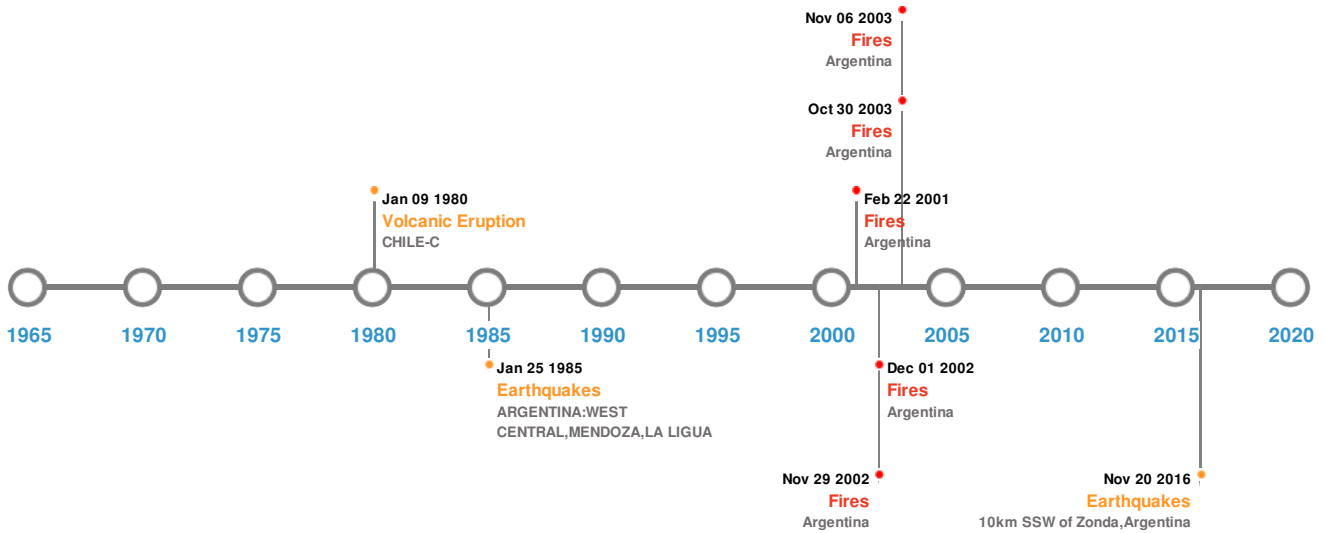 Nov 06 2003
Fires
Argentina
Oct 30 2003
Fires
Argentina
Jan 09 1980
Volcanic Eruption
CHILE-C
Feb 22 2001
Fires
Argentina
1965 1970 1975 1980 1985 1990 1995 2000 2005 2010 2015 2020
Jan 25 1985
Earthquakes
ARGENTINA:WEST
CENTRAL,MENDOZA,LA LIGUA
Dec 01 2002
Fires
Argentina
Nov 29 2002
Fires
Argentina
Nov 20 2016
Earthquakes
10km SSW of Zonda,Argentina